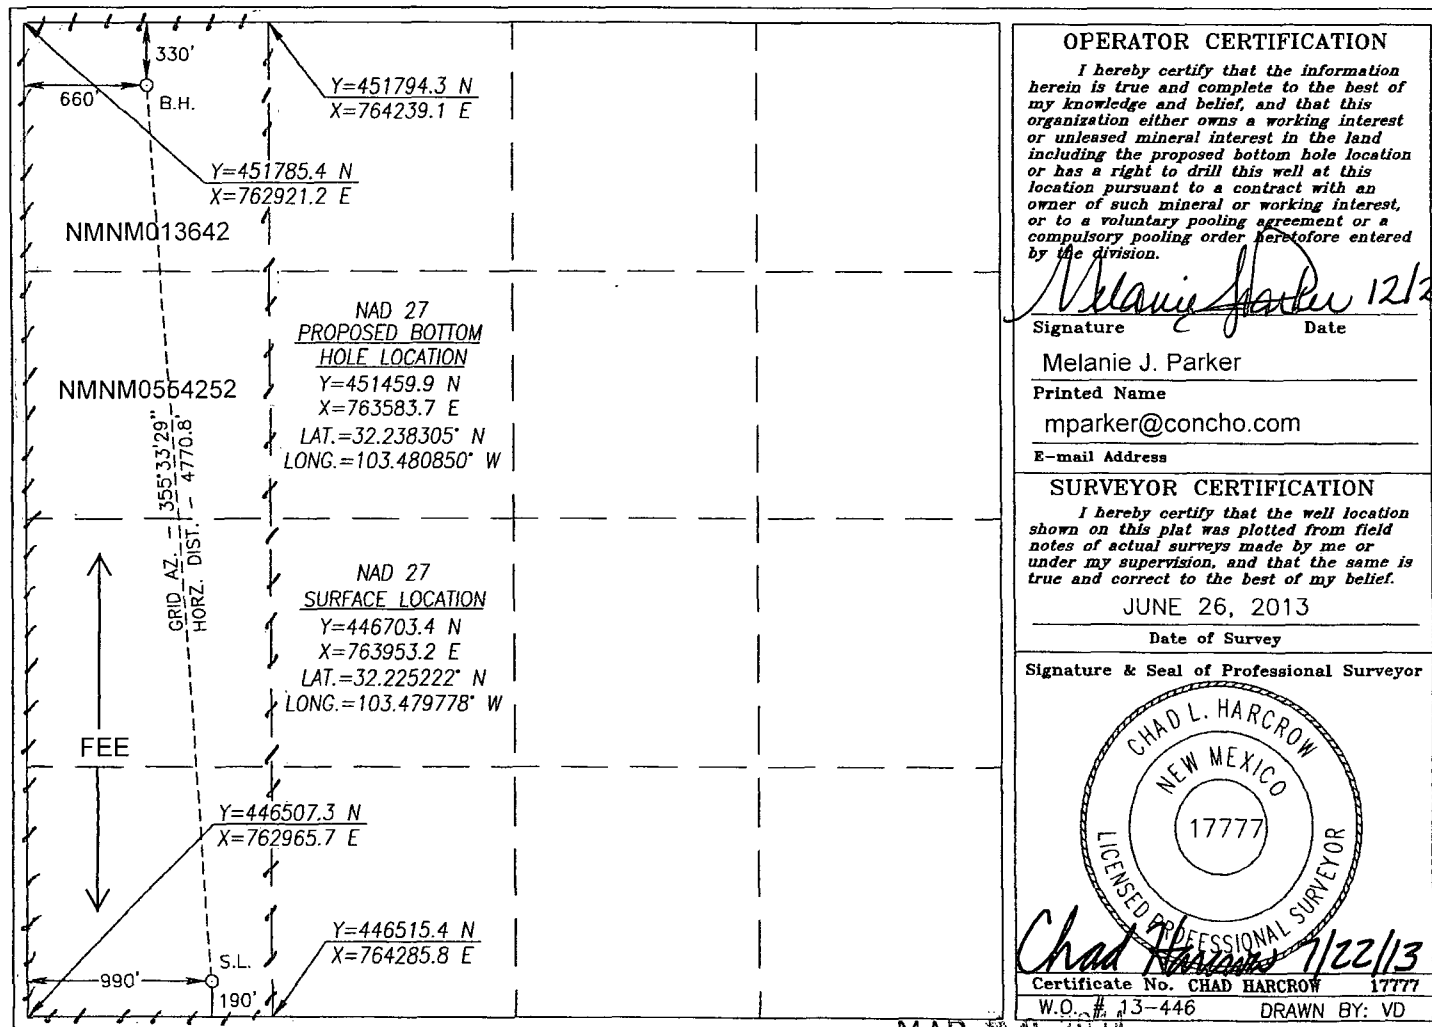 330'
660'
B.H.
Y=451794.3 N
X=764239.1 E
Y=451785.4 N
X=762921.2 E
NMNM013642
NAD 27
PROPOSED BOTTOM
HOLE LOCATION
Y=451459.9 N
X=763583.7 E
LAT.=32.238305° N
LONG.=103.480850° W
NMNM0554252
GRID AZ. - 355°33'29"
HORZ. DIST. - 4770.8'
NAD 27
SURFACE LOCATION
Y=446703.4 N
X=763953.2 E
LAT.=32.225222° N
LONG.=103.479778° W
FEE
Y=446507.3 N
X=762965.7 E
Y=446515.4 N
X=764285.8 E
S.L.
990'
190'
OPERATOR CERTIFICATION
I hereby certify that the information
herein is true and complete to the best of
my knowledge and belief, and that this
organization either owns a working interest
or unleased mineral interest in the land
including the proposed bottom hole location
or has a right to drill this well at this
location pursuant to a contract with an
owner of such mineral or working interest,
or to a voluntary pooling agreement or a
compulsory pooling order heretofore entered
by the division.
Melanie J Parker 12/2
Signature Date
Melanie J. Parker
Printed Name
mparker@concho.com
E-mail Address
SURVEYOR CERTIFICATION
I hereby certify that the well location
shown on this plat was plotted from field
notes of actual surveys made by me or
under my supervision, and that the same is
true and correct to the best of my belief.
JUNE 26, 2013
Date of Survey
Signature & Seal of Professional Surveyor
CHAD L. HARCROW
NEW MEXICO
17777
LICENSED PROFESSIONAL SURVEYOR
Chad Harcrow 7/22/13
Certificate No. CHAD HARCROW 17777
W.O. # 13-446 DRAWN BY: VD
MAR